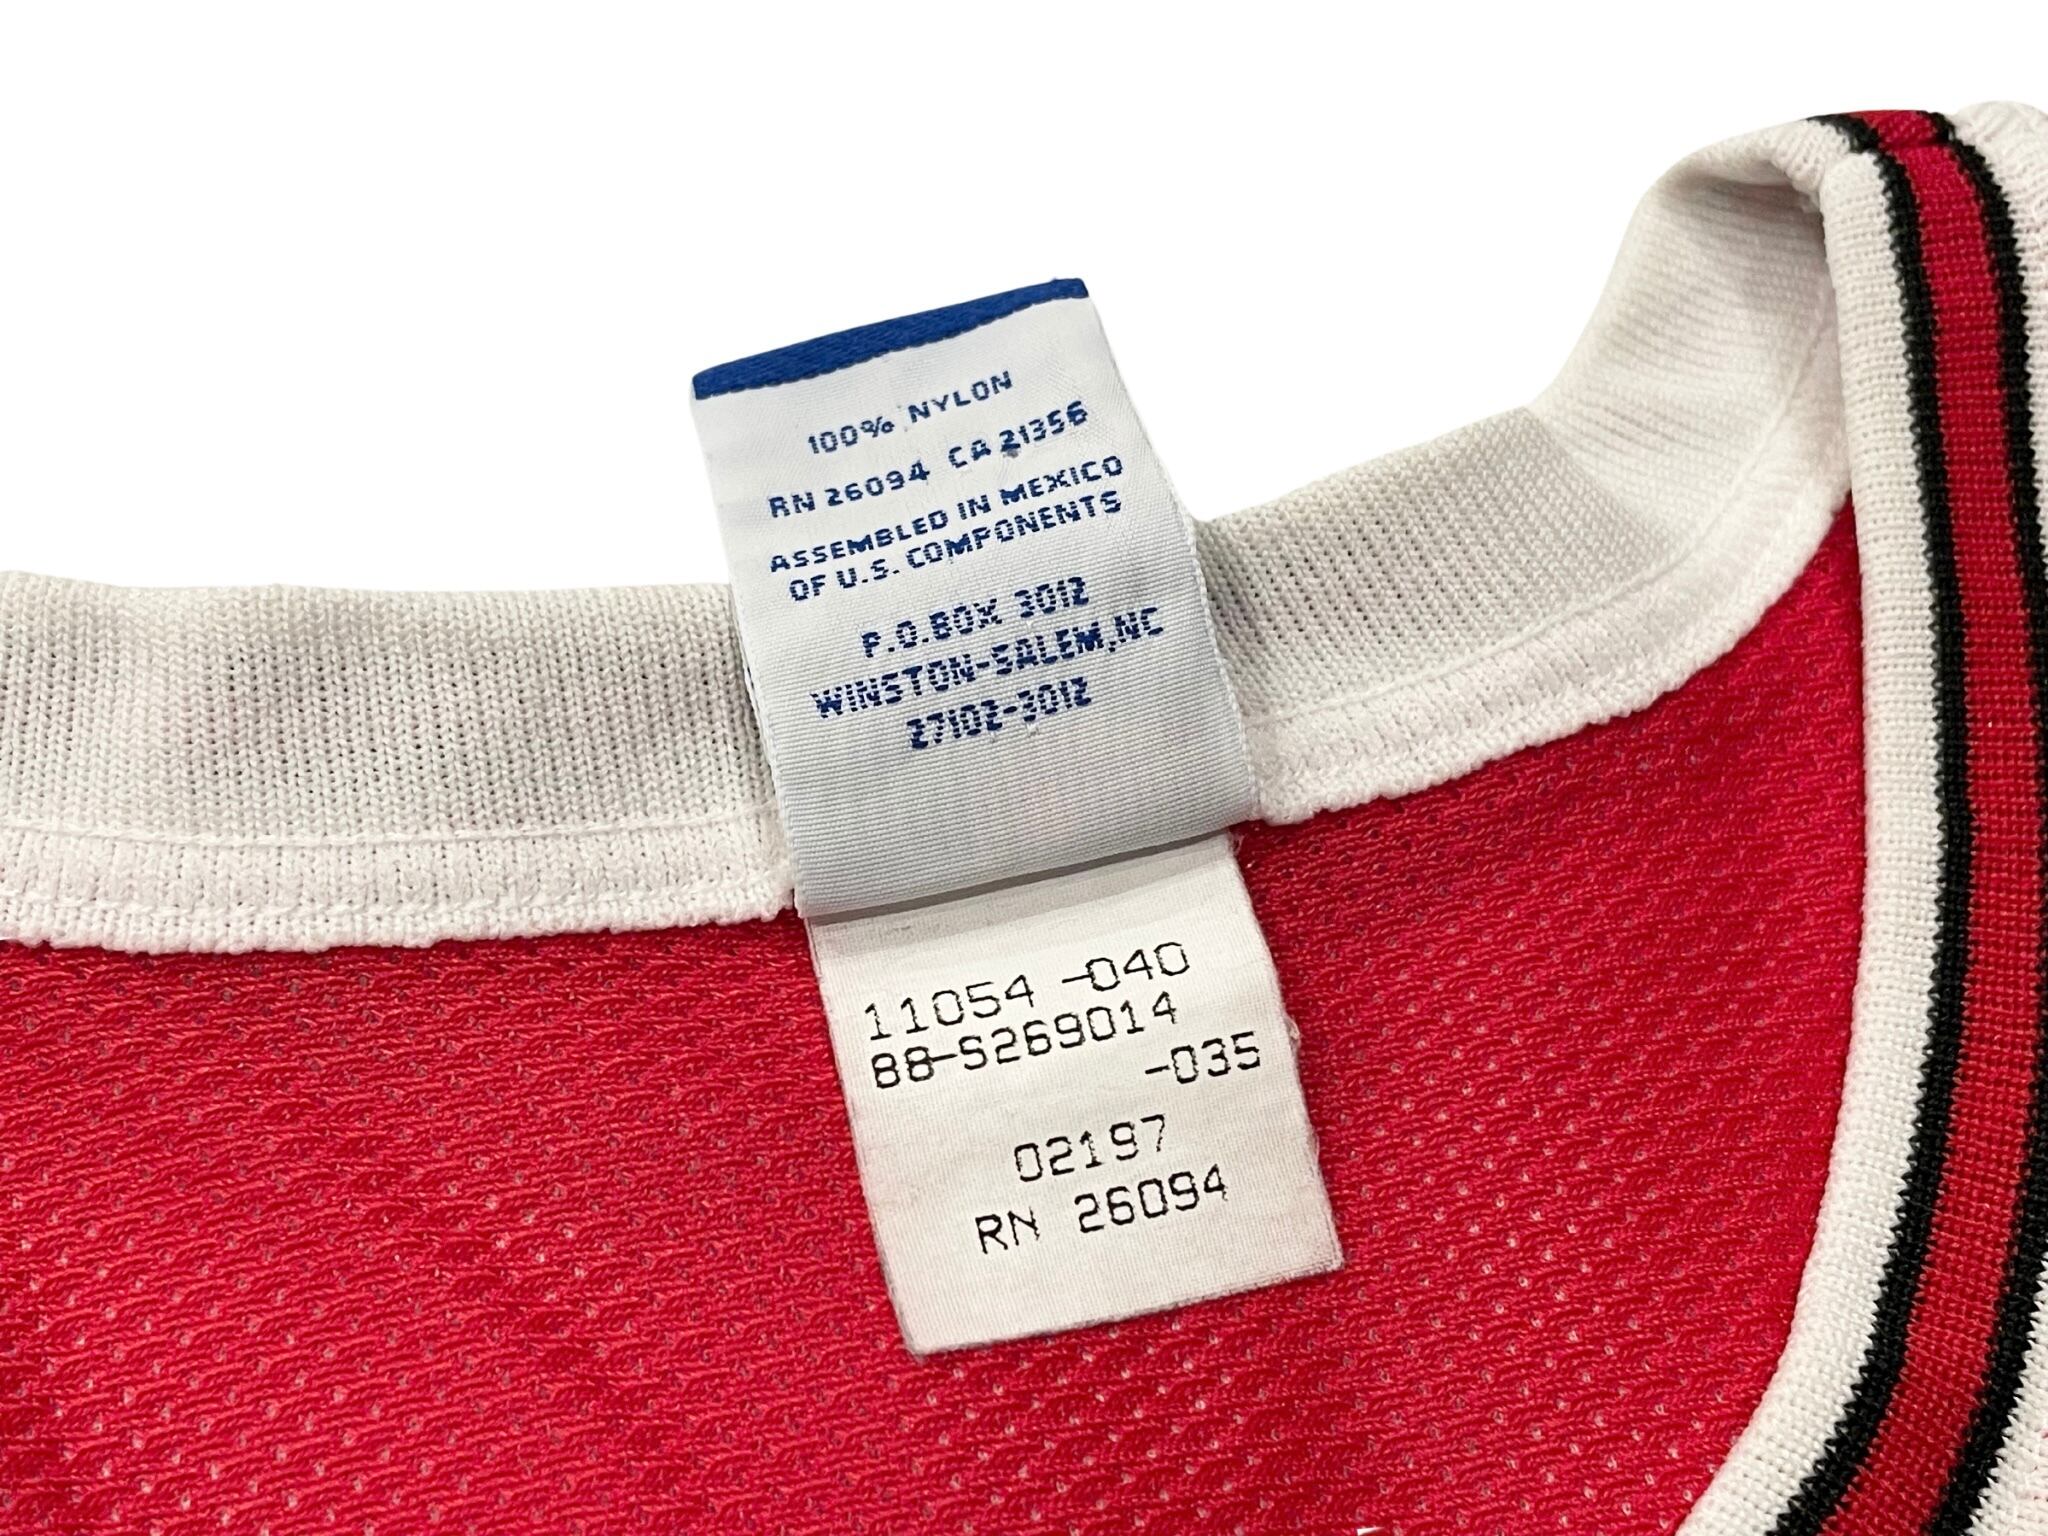 100% NYLON
RN 26094 CA 21356
ASSEMBLED IN MEXICO
OF U.S. COMPONENTS
P.O.BOX 3012
WINSTON-SALEM,NC
27102-3012
11054 -040
88-S269014
-035
02197
RN 26094